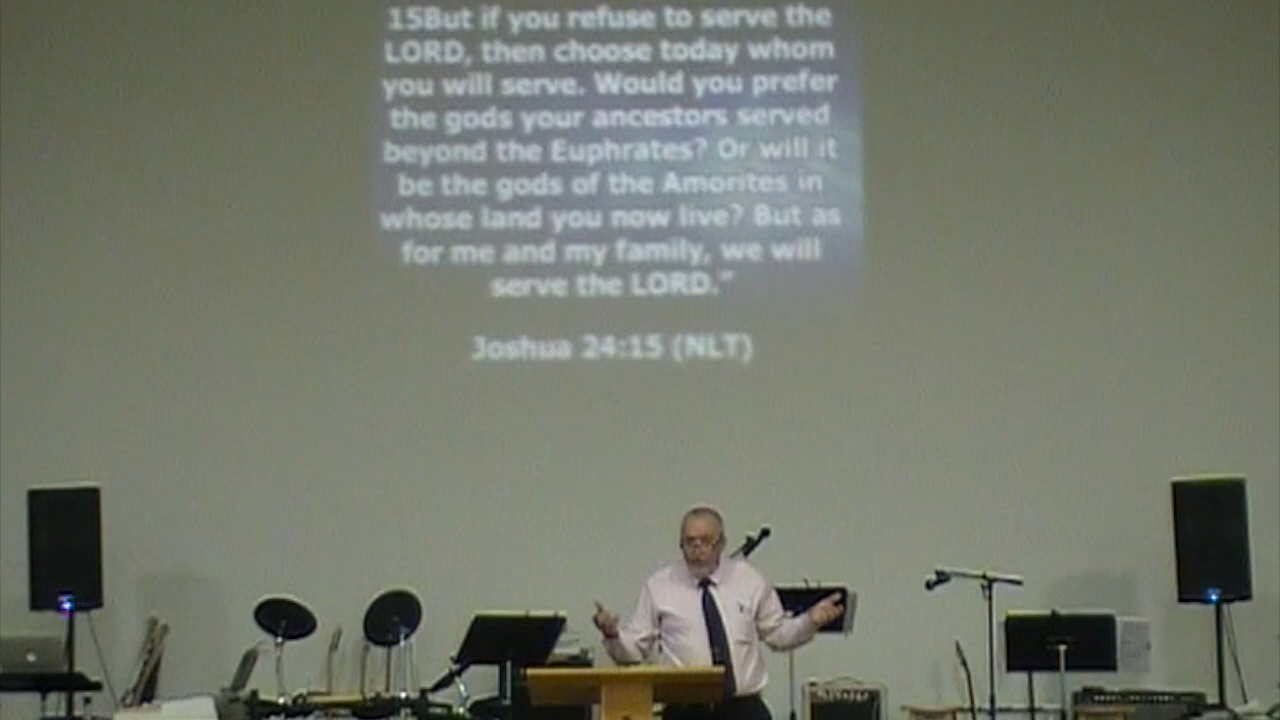 15But if you refuse to serve the
LORD, then choose today whom
you will serve. Would you prefer
the gods your ancestors served
beyond the Euphrates? Or will it
be the gods of the Amorites in
whose land you now live? But as
for me and my family, we will
serve the LORD.”
Joshua 24:15 (NLT)